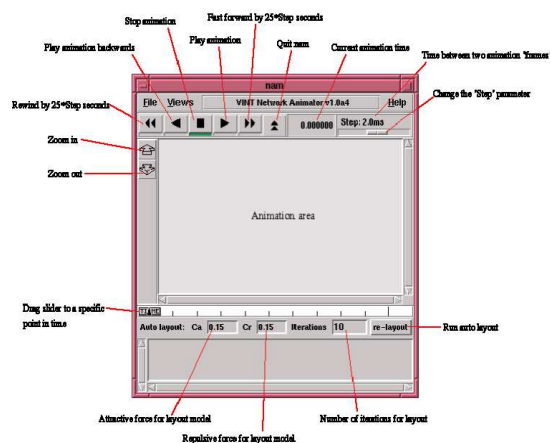 Fast forward by 25*Step seconds
Stop animation
Play animation
Quit nam
Play animation backwards
Current animation time
Time between two animation "frames
nam
Change the "Step" parameter
File Views VINT Network Animator v1.0a4 Help
Rewind by 25*Step seconds
0.000000 Step: 2.0ms
Zoom in
Zoom out
Animation area
Drag slider to a specific
point in time
TIME
Auto layout: Ca 0.15 Cr 0.15 Iterations 10 re-layout
Run auto layout
Attractive force for layout model
Number of iterations for layout
Repulsive force for layout model